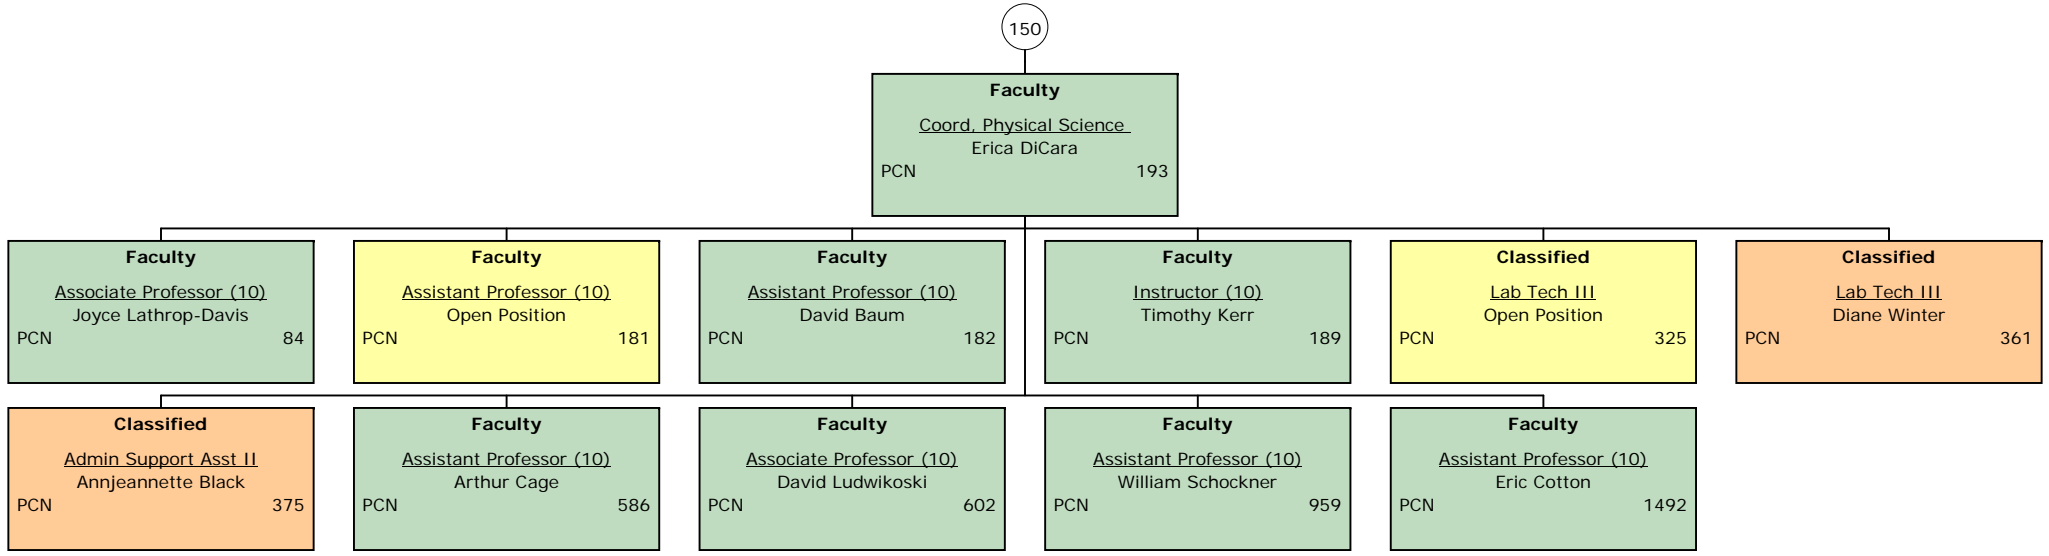 150
Faculty
Coord, Physical Science
Erica DiCara
PCN 193
Faculty
Associate Professor (10)
Joyce Lathrop-Davis
PCN 84
Faculty
Assistant Professor (10)
Open Position
PCN 181
Faculty
Assistant Professor (10)
David Baum
PCN 182
Faculty
Instructor (10)
Timothy Kerr
PCN 189
Classified
Lab Tech III
Open Position
PCN 325
Classified
Lab Tech III
Diane Winter
PCN 361
Classified
Admin Support Asst II
Annjeannette Black
PCN 375
Faculty
Assistant Professor (10)
Arthur Cage
PCN 586
Faculty
Associate Professor (10)
David Ludwikoski
PCN 602
Faculty
Assistant Professor (10)
William Schockner
PCN 959
Faculty
Assistant Professor (10)
Eric Cotton
PCN 1492